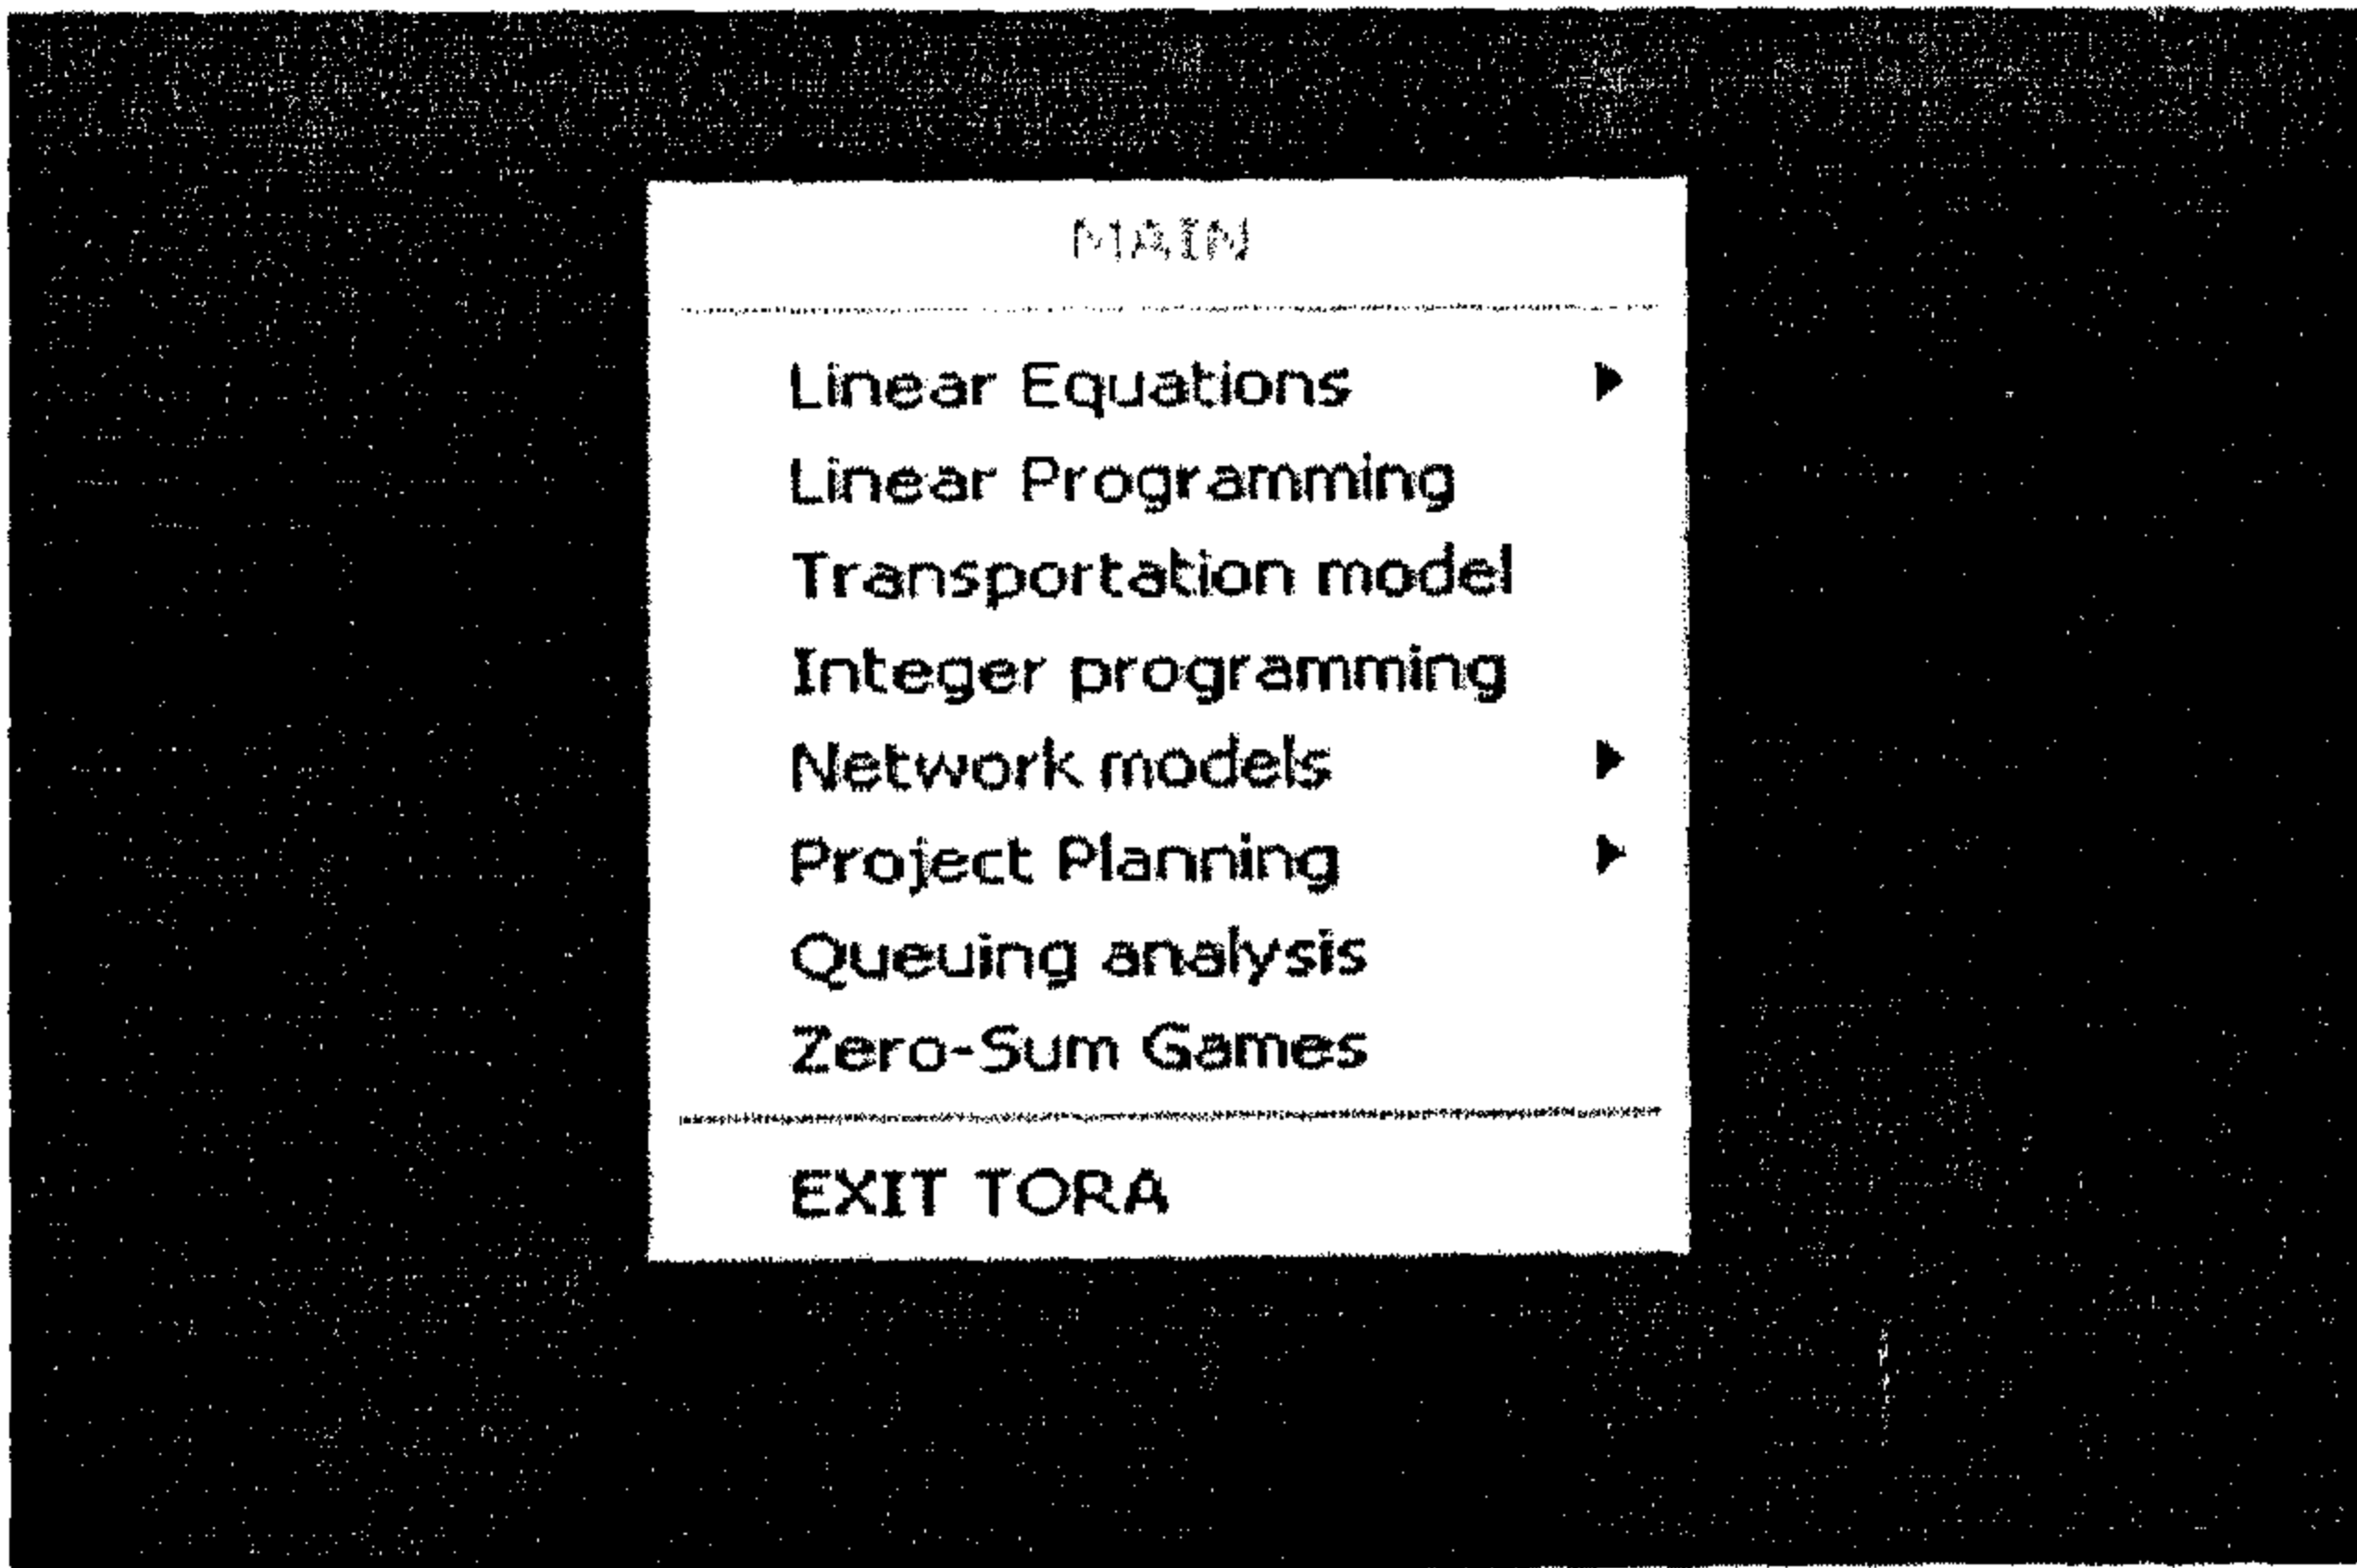 MAIN
Linear Equations
Linear Programming
Transportation model
Integer programming
Network models
Project Planning
Queuing analysis
Zero-Sum Games
EXIT TORA